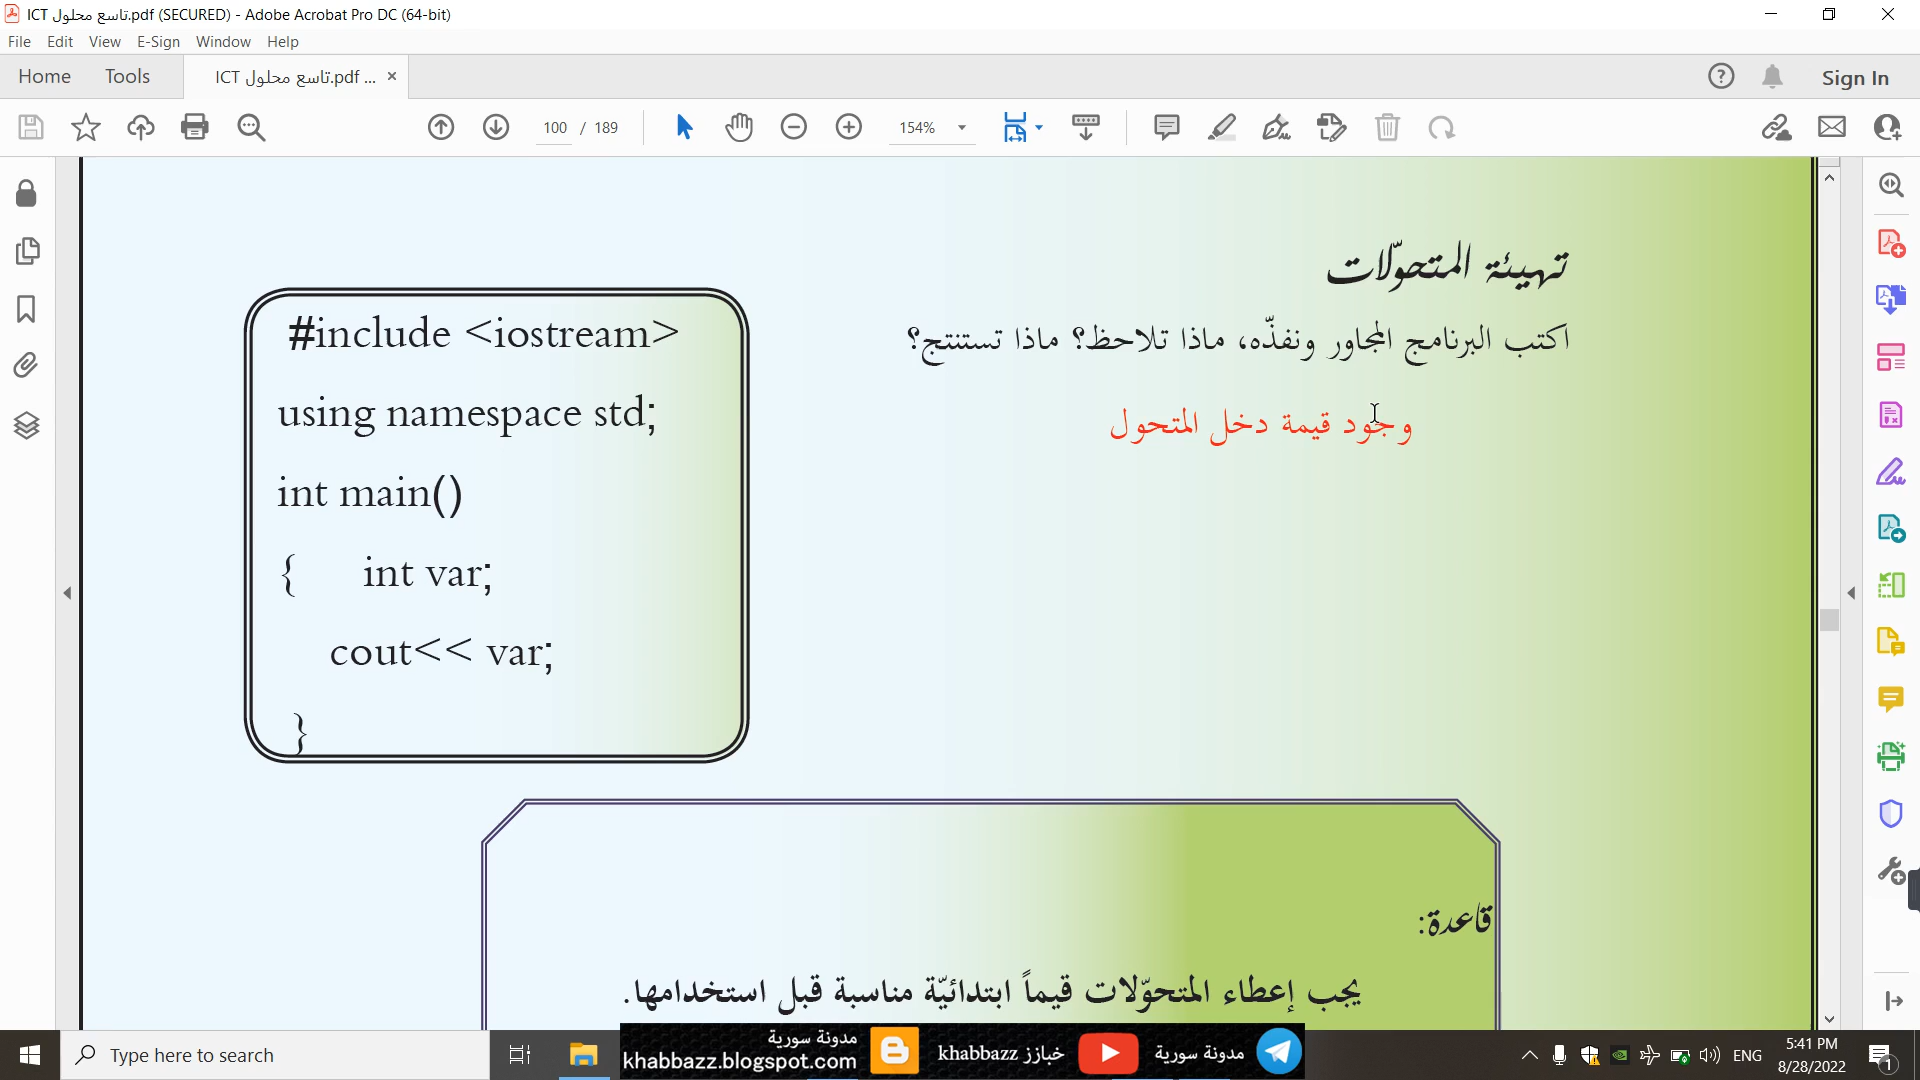 ICT تاسع محلول.pdf (SECURED) - Adobe Acrobat Pro DC (64-bit)
File Edit View E-Sign Window Help
Home Tools ICT تاسع محلول.pdf ... × Sign In
100 / 189 154%
تهيئة المتحوّلات
اكتب البرنامج المجاور ونفذّه، ماذا تلاحظ؟ ماذا تستنتج؟
وجود قيمة دخل المتحول
#include <iostream>
using namespace std;
int main()
{ int var;
cout<< var;
}
قاعدة:
يجب إعطاء المتحوّلات قيماً ابتدائيّة مناسبة قبل استخدامها.
Type here to search
مدونة سورية
khabbazz.blogspot.com
خبازز khabbazz
مدونة سورية
ENG
5:41 PM
8/28/2022
1